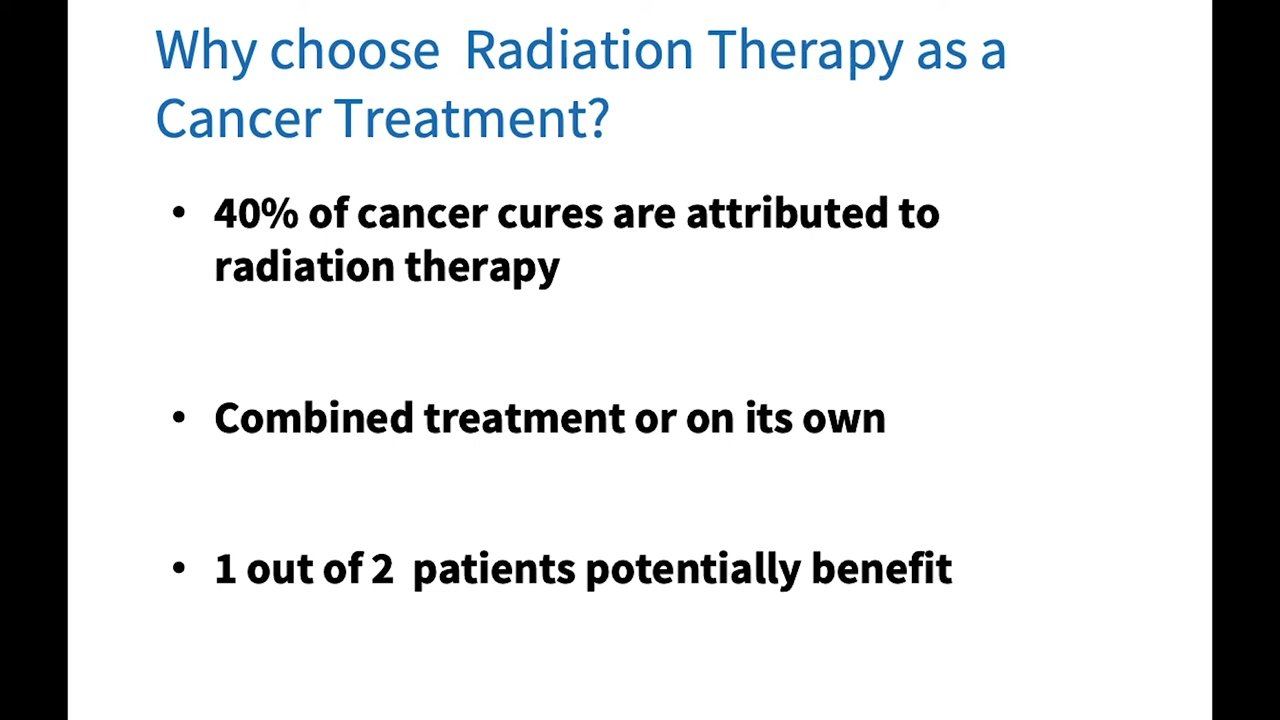 Why choose  Radiation Therapy as a
Cancer Treatment?
• 40% of cancer cures are attributed to
radiation therapy
• Combined treatment or on its own
• 1 out of 2  patients potentially benefit